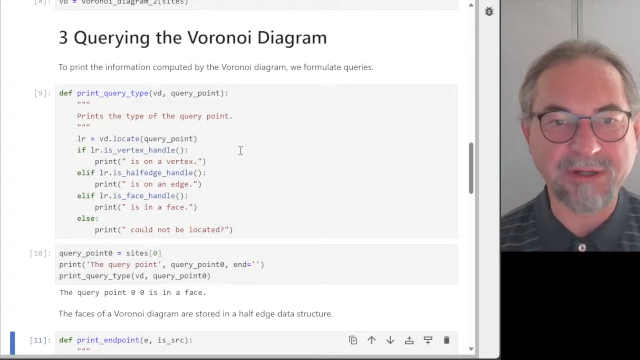 [8]: vd = voronoi_diagram_2(sites)
3 Querying the Voronoi Diagram
To print the information computed by the Voronoi diagram, we formulate queries.
[9]: def print_query_type(vd, query_point):
"""
Prints the type of the query point.
"""
lr = vd.locate(query_point)
if lr.is_vertex_handle():
print(" is on a vertex.")
elif lr.is_halfedge_handle():
print(" is on an edge.")
elif lr.is_face_handle():
print(" is in a face.")
else:
print(" could not be located?")
[10]: query_point0 = sites[0]
print('The query point', query_point0, end='')
print_query_type(vd, query_point0)
The query point 0 0 is in a face.
The faces of a Voronoi diagram are stored in a half edge data structure.
[11]: def print_endpoint(e, is_src):
"""